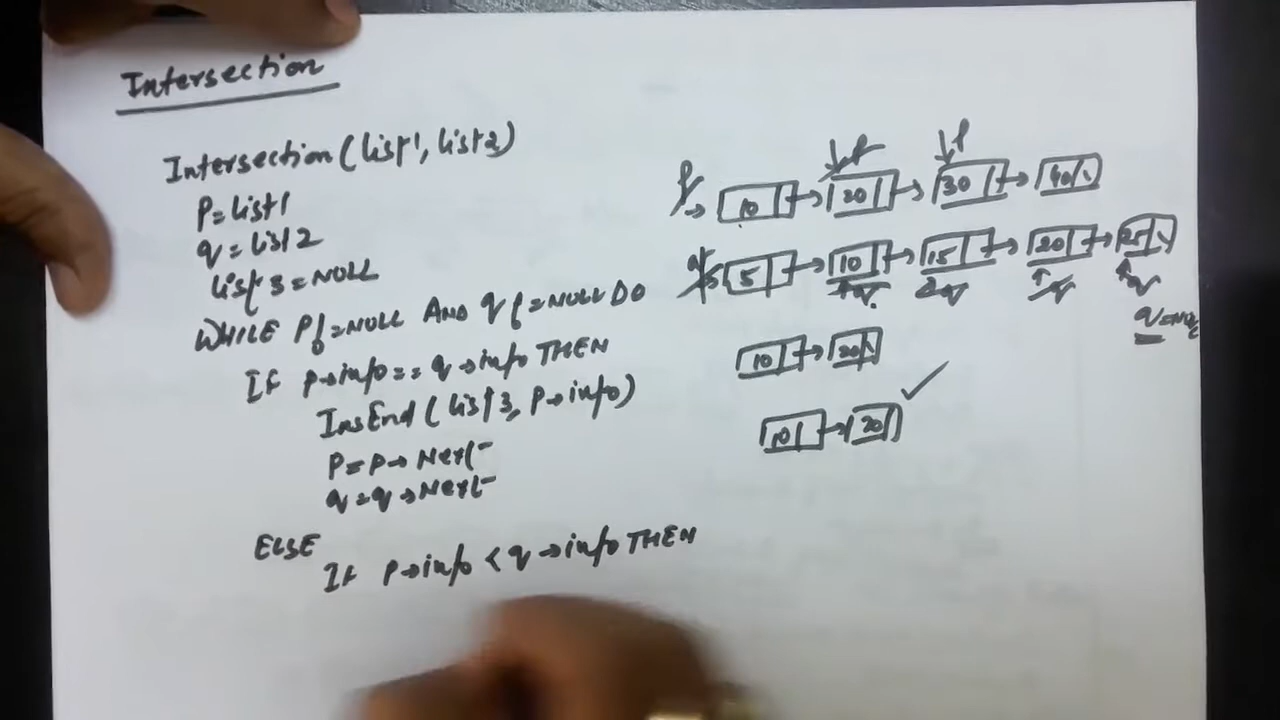 Intersection
Intersection (list1, list2)
P = list1
q = list2
list3 = NULL
WHILE P != NULL AND q != NULL DO
If p→info == q→info THEN
InsEnd (list3, p→info)
P = p→Next
q = q→Next
ELSE
If p→info < q→info THEN
p p
p 10 20 30 40
q 5 10 15 20 25
q q q q
q = NULL
10 20
10 20